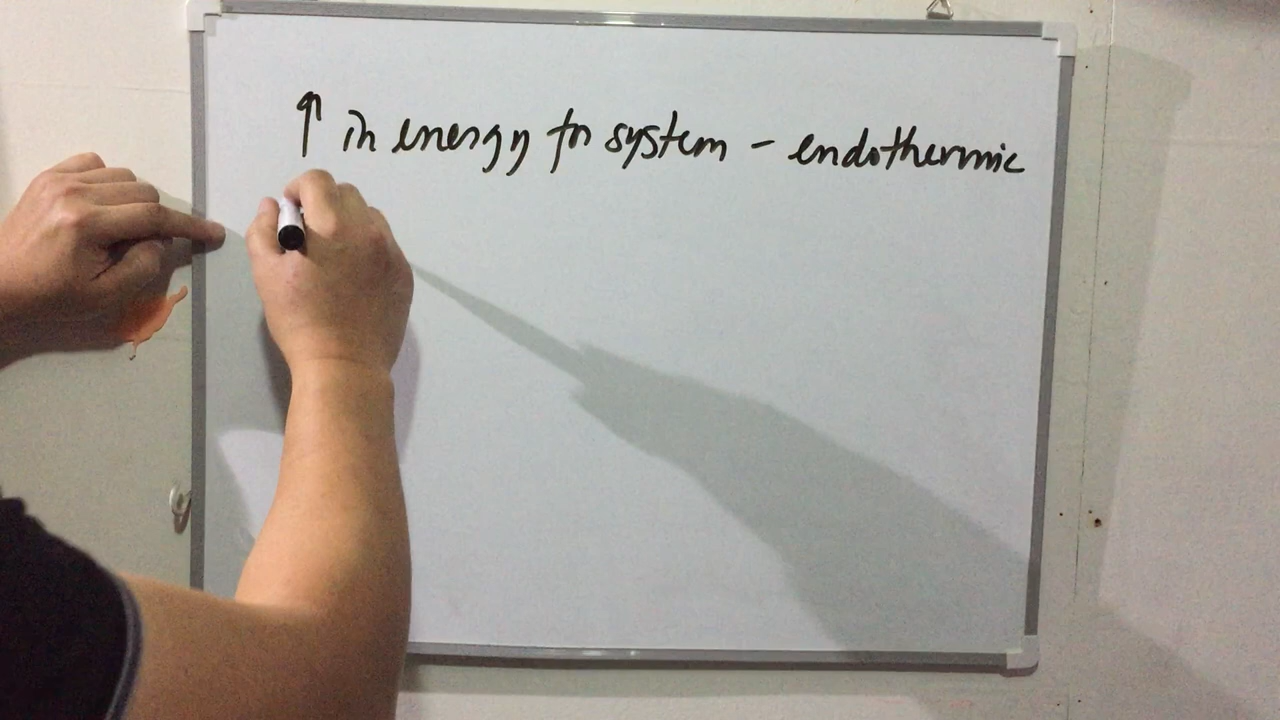 ↑ in energy for system - endothermic